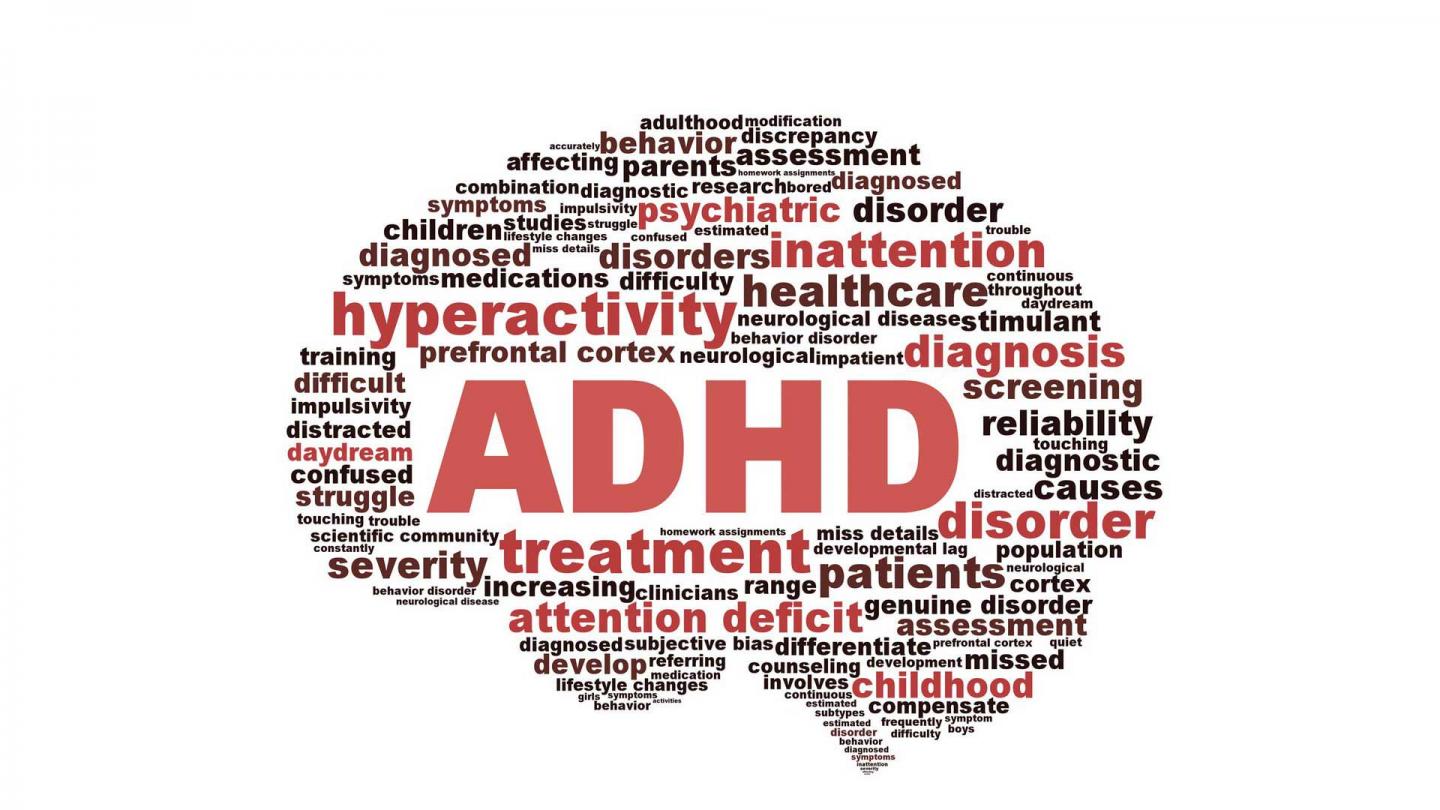 adulthood modification
accurately behavior discrepancy
affecting parents assessment
homework assignments
combination diagnostic research bored diagnosed
symptoms impulsivity psychiatric disorder
children studies struggle estimated trouble
lifestyle changes confused
diagnosed miss details disorders inattention
symptoms medications difficulty healthcare continuous
throughout
daydream
hyperactivity neurological disease stimulant
behavior disorder
training prefrontal cortex neurological impatient diagnosis
difficult screening
impulsivity
distracted ADHD reliability
touching
daydream diagnostic
confused
struggle distracted causes
touching trouble disorder
scientific community homework assignments miss details
constantly treatment developmental lag population
severity patients neurological
behavior disorder increasing clinicians range cortex
neurological disease
attention deficit genuine disorder
assessment
diagnosed subjective bias differentiate prefrontal cortex quiet
develop referring counseling development missed
medication
lifestyle changes involves childhood
girls symptoms continuous
behavior activities estimated compensate
subtypes
estimated frequently symptom
disorder difficulty boys
behavior
diagnosed
symptoms
inattention
severity